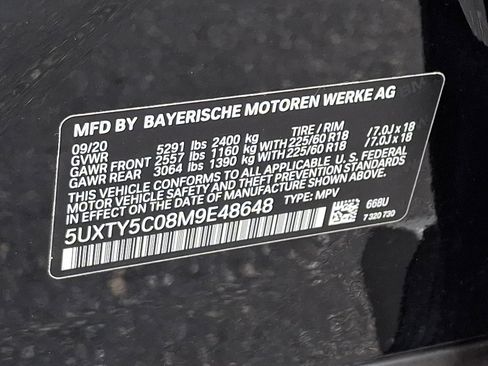 MFD BY BAYERISCHE MOTOREN WERKE AG
09/20 5291 lbs 2400 kg TIRE / RIM
GVWR
GAWR FRONT 2557 lbs 1160 kg WITH 225/60 R18 / 7.0J x 18
GAWR REAR 3064 lbs 1390 kg WITH 225/60 R18 / 7.0J x 18
THIS VEHICLE CONFORMS TO ALL APPLICABLE U.S. FEDERAL
MOTOR VEHICLE SAFETY AND THEFT PREVENTION STANDARDS
IN EFFECT ON THE DATE OF MANUFACTURE SHOWN ABOVE.
5UXTY5C08M9E48648 TYPE: MPV
668U
7 320 730